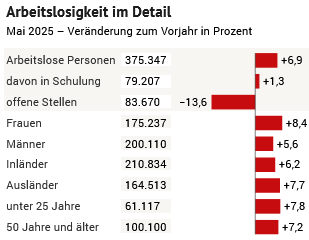 Arbeitslosigkeit im Detail
Mai 2025 – Veränderung zum Vorjahr in Prozent
Arbeitslose Personen 375.347 +6,9
davon in Schulung 79.207 +1,3
offene Stellen 83.670 –13,6
Frauen 175.237 +8,4
Männer 200.110 +5,6
Inländer 210.834 +6,2
Ausländer 164.513 +7,7
unter 25 Jahre 61.117 +7,8
50 Jahre und älter 100.100 +7,2